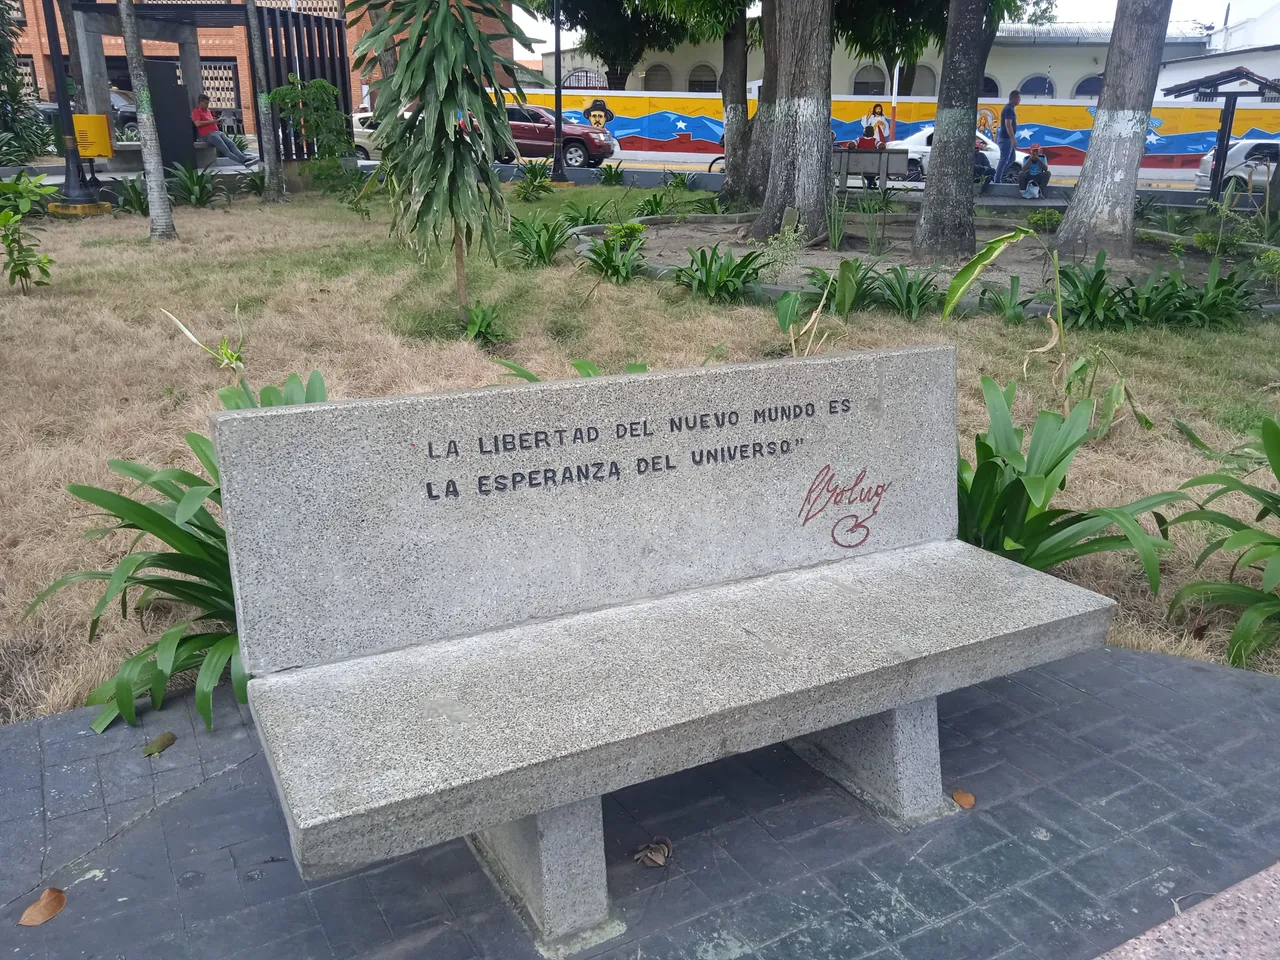 LA LIBERTAD DEL NUEVO MUNDO ES
LA ESPERANZA DEL UNIVERSO"